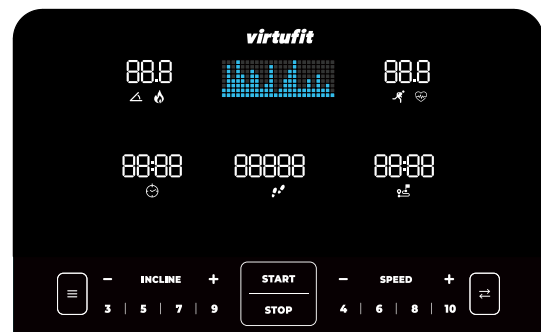 virtufit
88.8 88.8
88:88 88888 88:88
− INCLINE + START − SPEED +
3 | 5 | 7 | 9 STOP 4 | 6 | 8 | 10